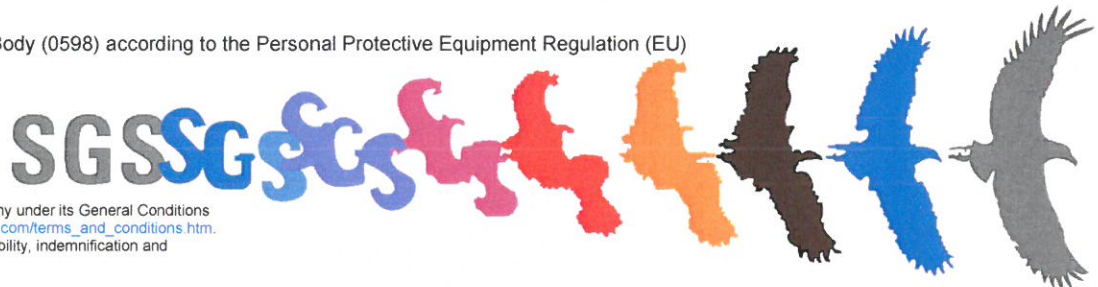 Body (0598) according to the Personal Protective Equipment Regulation (EU)
SGSSGSSGS
ny under its General Conditions
com/terms_and_conditions.htm.
bility, indemnification and